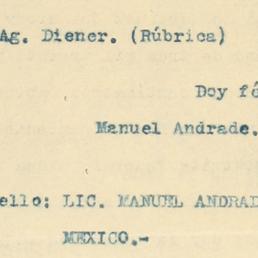 Ag. Diener. (Rúbrica)
Doy fé
Manuel Andrade.
ello: LIC. MANUEL ANDRAD
MEXICO.-